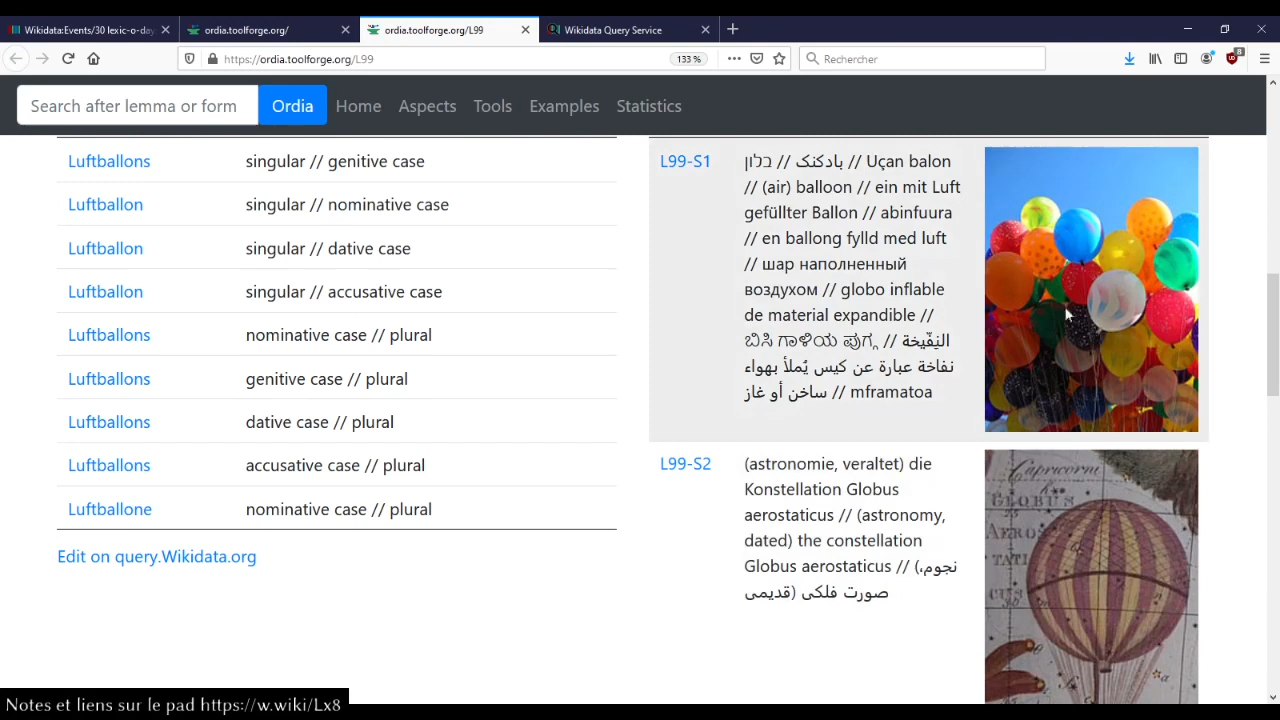 Wikidata:Events/30 lexic-o-day
ordia.toolforge.org/
ordia.toolforge.org/L99
Wikidata Query Service
https://ordia.toolforge.org/L99
133 %
Rechercher
8
Search after lemma or form
Ordia
Home
Aspects
Tools
Examples
Statistics
Luftballons singular // genitive case
Luftballon singular // nominative case
Luftballon singular // dative case
Luftballon singular // accusative case
Luftballons nominative case // plural
Luftballons genitive case // plural
Luftballons dative case // plural
Luftballons accusative case // plural
Luftballone nominative case // plural
Edit on query.Wikidata.org
L99-S1
בלון // بادکنک // Uçan balon
// (air) balloon // ein mit Luft
gefüllter Ballon // abinfuura
// en ballong fylld med luft
// шар наполненный
воздухом // globo inflable
de material expandible //
ಬಿಸಿ ಗಾಳಿಯ ಪುಗ್ಗ // النِفّيخة
نفاخة عبارة عن كيس يُملأ بهواء
ساخن أو غاز // mframatoa
L99-S2
(astronomie, veraltet) die
Konstellation Globus
aerostaticus // (astronomy,
dated) the constellation
Globus aerostaticus // (نجوم،
صورت فلکی (قدیمی
Capricorni
GLOBUS
Notes et liens sur le pad https://w.wiki/Lx8